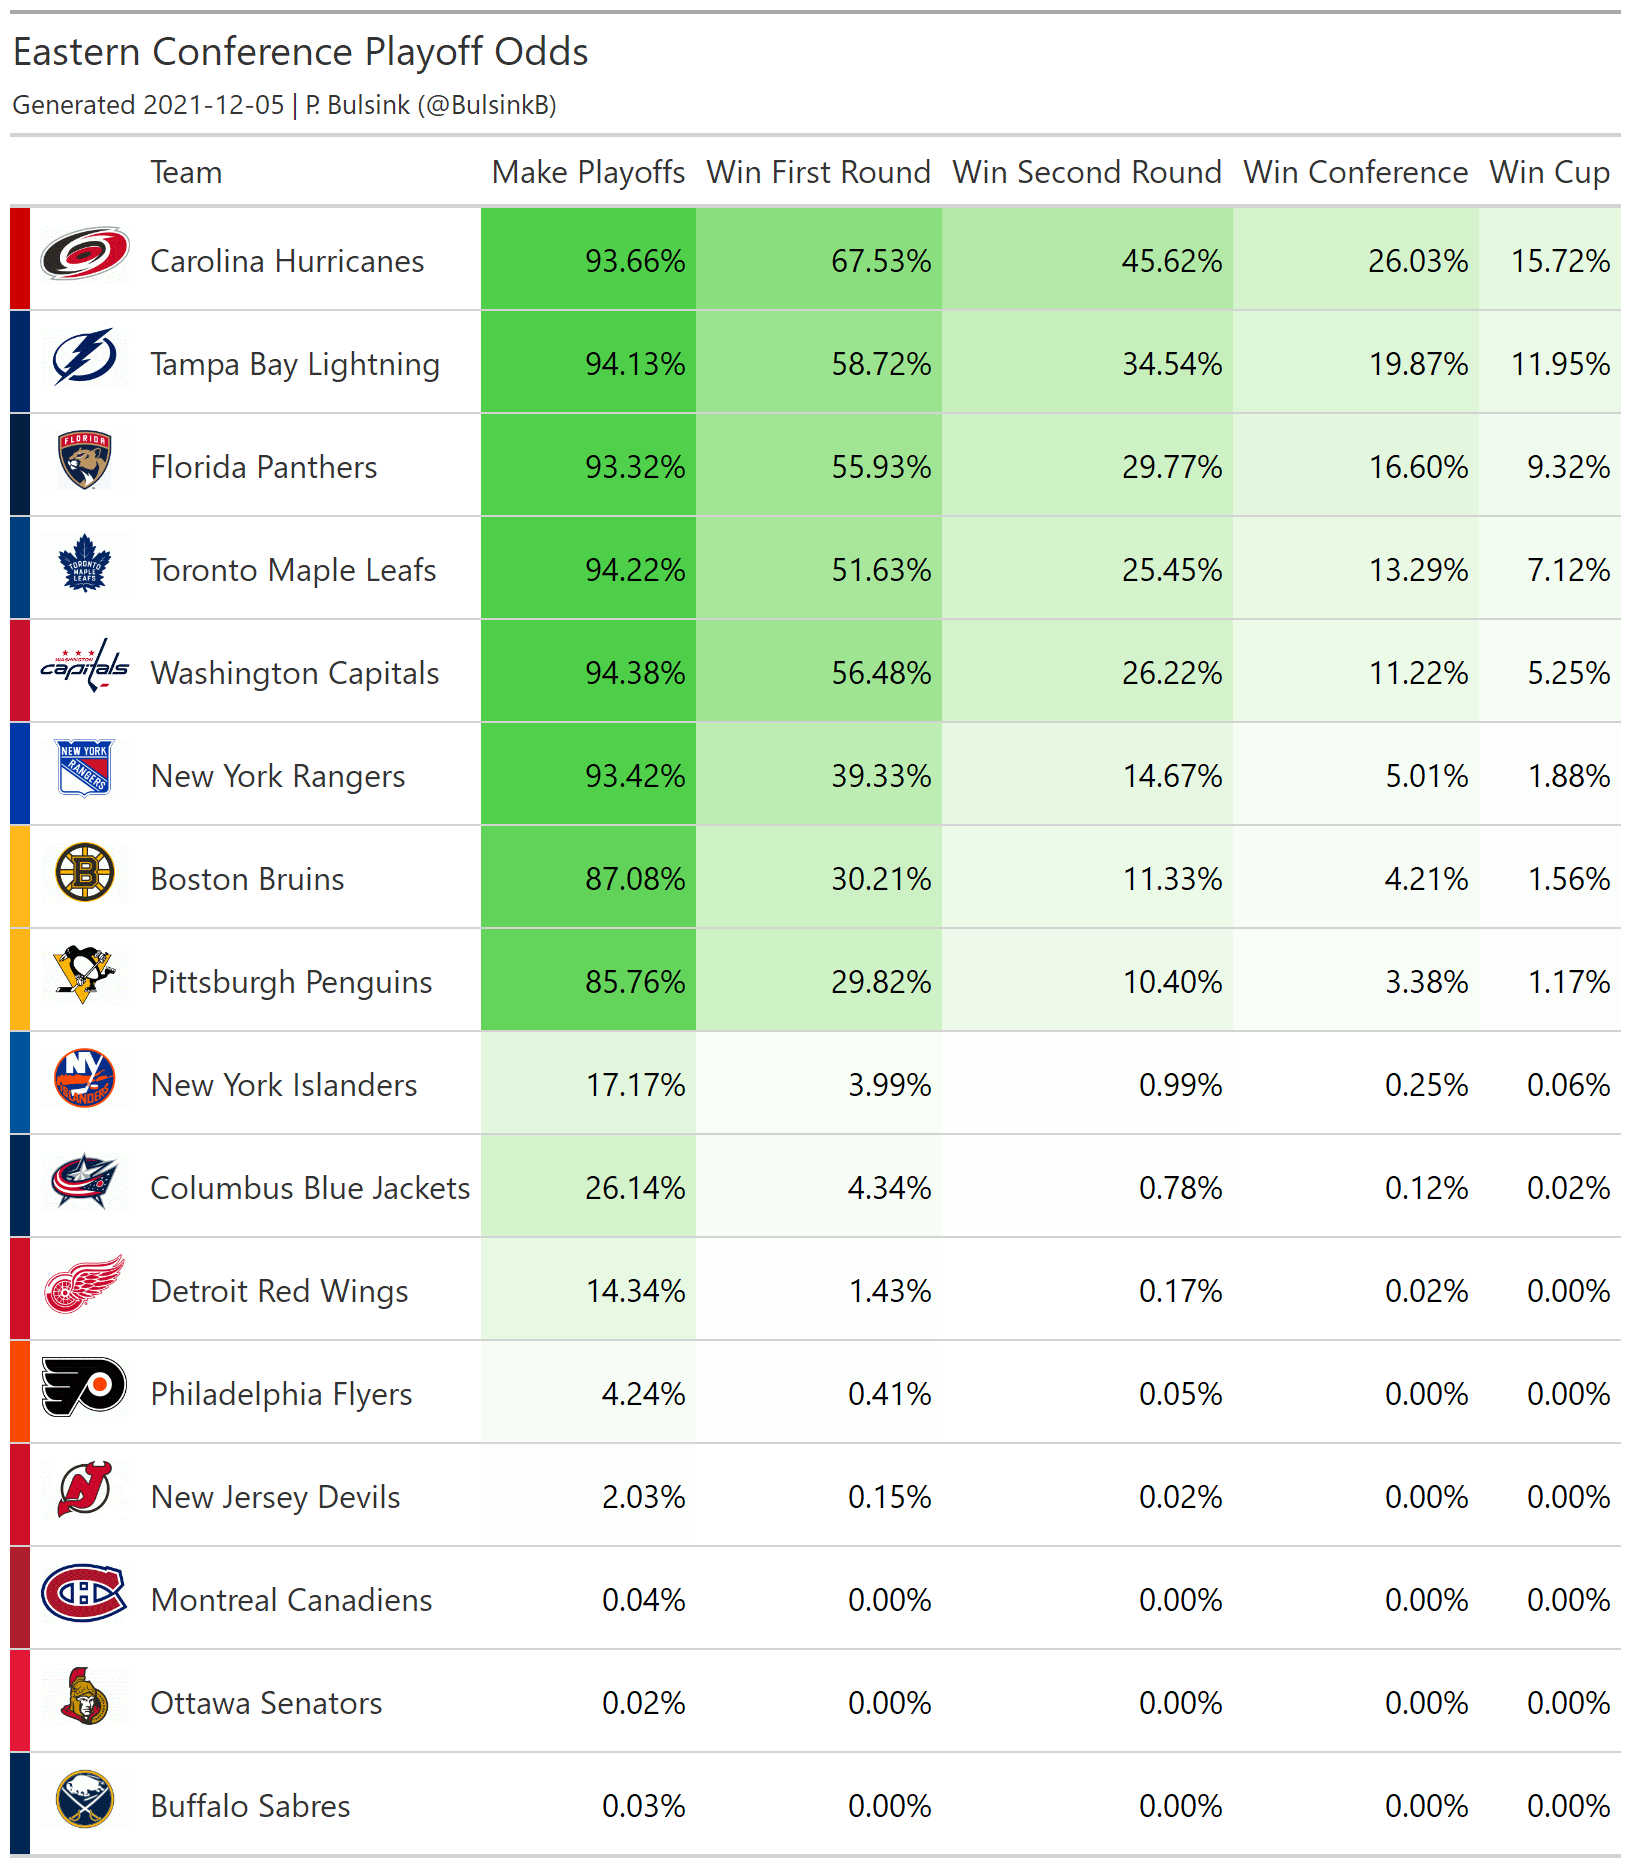 Eastern Conference Playoff Odds
Generated 2021-12-05 | P. Bulsink (@BulsinkB)
Team Make Playoffs Win First Round Win Second Round Win Conference Win Cup
Carolina Hurricanes 93.66% 67.53% 45.62% 26.03% 15.72%
Tampa Bay Lightning 94.13% 58.72% 34.54% 19.87% 11.95%
FLORIDA
Florida Panthers 93.32% 55.93% 29.77% 16.60% 9.32%
TORONTO
MAPLE
LEAFS
Toronto Maple Leafs 94.22% 51.63% 25.45% 13.29% 7.12%
WASHINGTON
capitals
Washington Capitals 94.38% 56.48% 26.22% 11.22% 5.25%
NEW YORK
RANGERS
New York Rangers 93.42% 39.33% 14.67% 5.01% 1.88%
B
Boston Bruins 87.08% 30.21% 11.33% 4.21% 1.56%
Pittsburgh Penguins 85.76% 29.82% 10.40% 3.38% 1.17%
NY
ISLANDERS
New York Islanders 17.17% 3.99% 0.99% 0.25% 0.06%
Columbus Blue Jackets 26.14% 4.34% 0.78% 0.12% 0.02%
Detroit Red Wings 14.34% 1.43% 0.17% 0.02% 0.00%
Philadelphia Flyers 4.24% 0.41% 0.05% 0.00% 0.00%
New Jersey Devils 2.03% 0.15% 0.02% 0.00% 0.00%
Montreal Canadiens 0.04% 0.00% 0.00% 0.00% 0.00%
Ottawa Senators 0.02% 0.00% 0.00% 0.00% 0.00%
Buffalo Sabres 0.03% 0.00% 0.00% 0.00% 0.00%